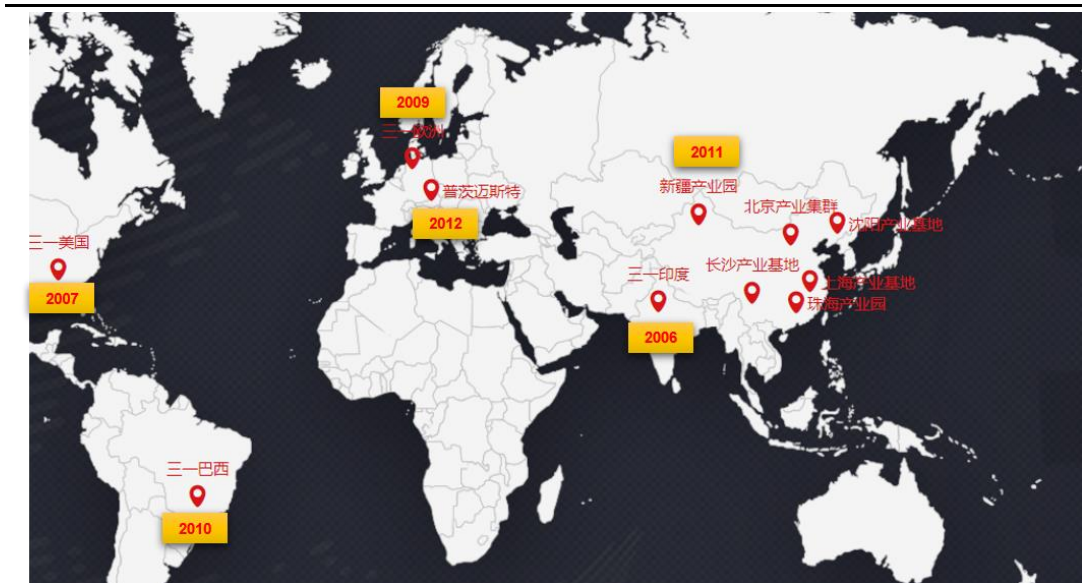 2009
三一欧洲
2011
新疆产业园
普茨迈斯特
北京产业集群
沈阳产业基地
2012
三一美国
三一印度
长沙产业基地
上海产业基地
珠海产业园
2007
2006
三一巴西
2010